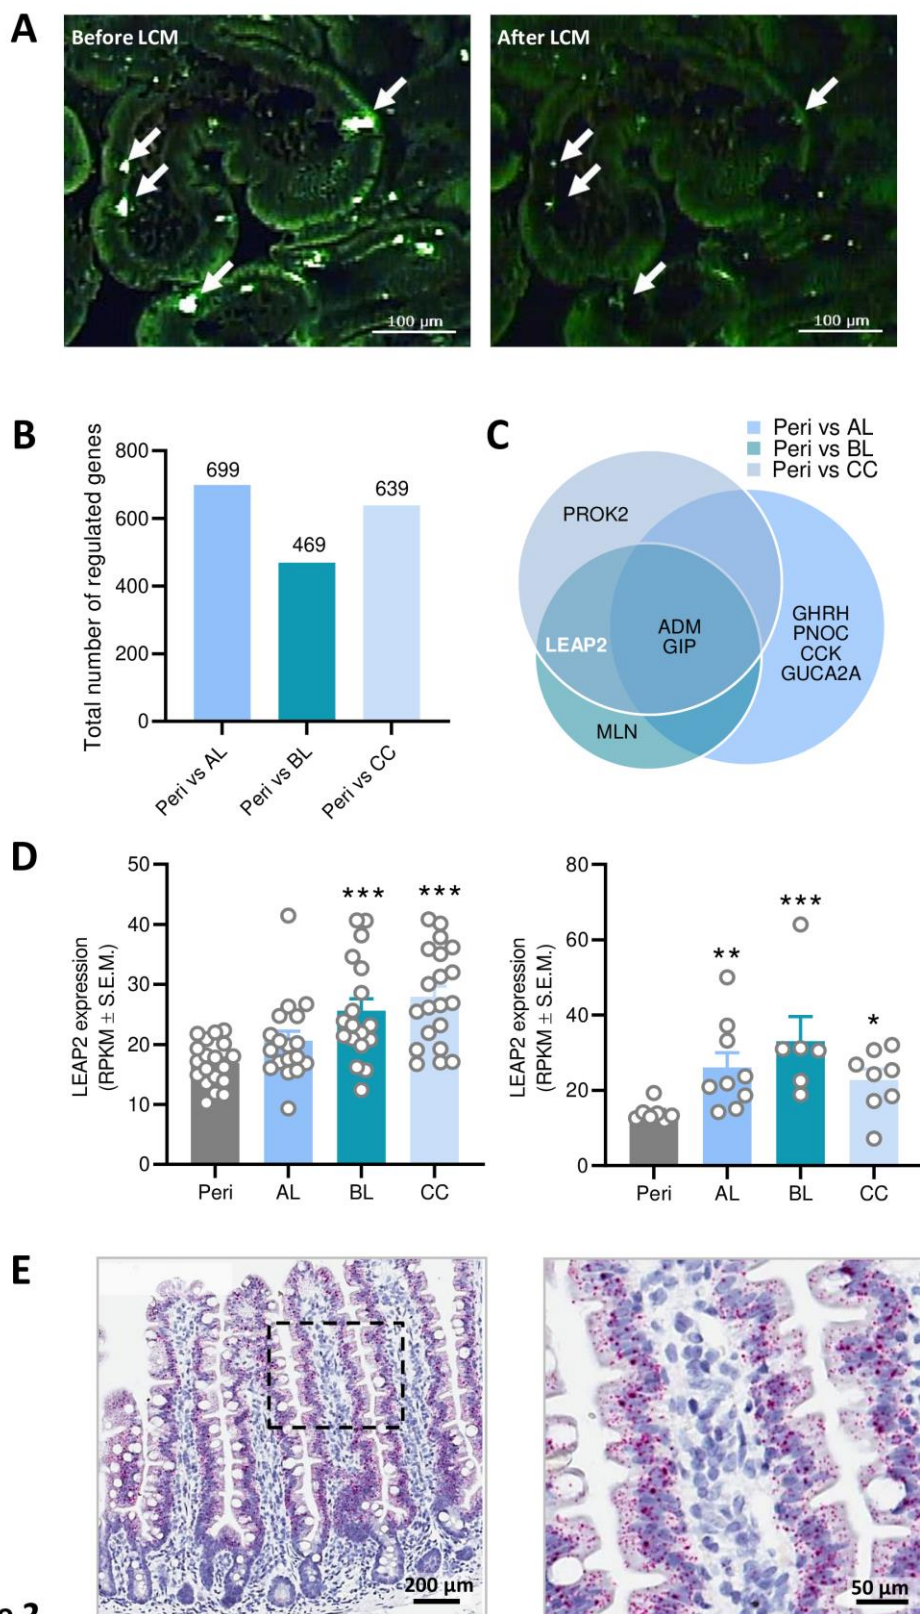 A
Before LCM
100 µm
After LCM
100 µm
B
Total number of regulated genes
800
600
400
200
0
699
469
639
Peri vs AL
Peri vs BL
Peri vs CC
C
Peri vs AL
Peri vs BL
Peri vs CC
PROK2
LEAP2
ADM
GIP
GHRH
PNOC
CCK
GUCA2A
MLN
D
LEAP2 expression
(RPKM ± S.E.M.)
50
40
30
20
10
0
***
***
Peri
AL
BL
CC
LEAP2 expression
(RPKM ± S.E.M.)
80
60
40
20
0
**
***
*
Peri
AL
BL
CC
E
200 µm
50 µm